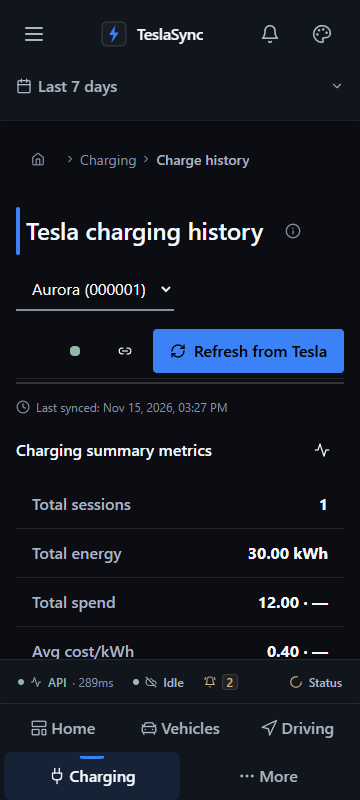 TeslaSync
Last 7 days
Charging
Charge history
Tesla charging history
Aurora (000001)
Refresh from Tesla
Last synced: Nov 15, 2026, 03:27 PM
Charging summary metrics
Total sessions 1
Total energy 30.00 kWh
Total spend 12.00 · —
Avg cost/kWh 0.40 · —
API · 289ms Idle 2 Status
Home Vehicles Driving
Charging More